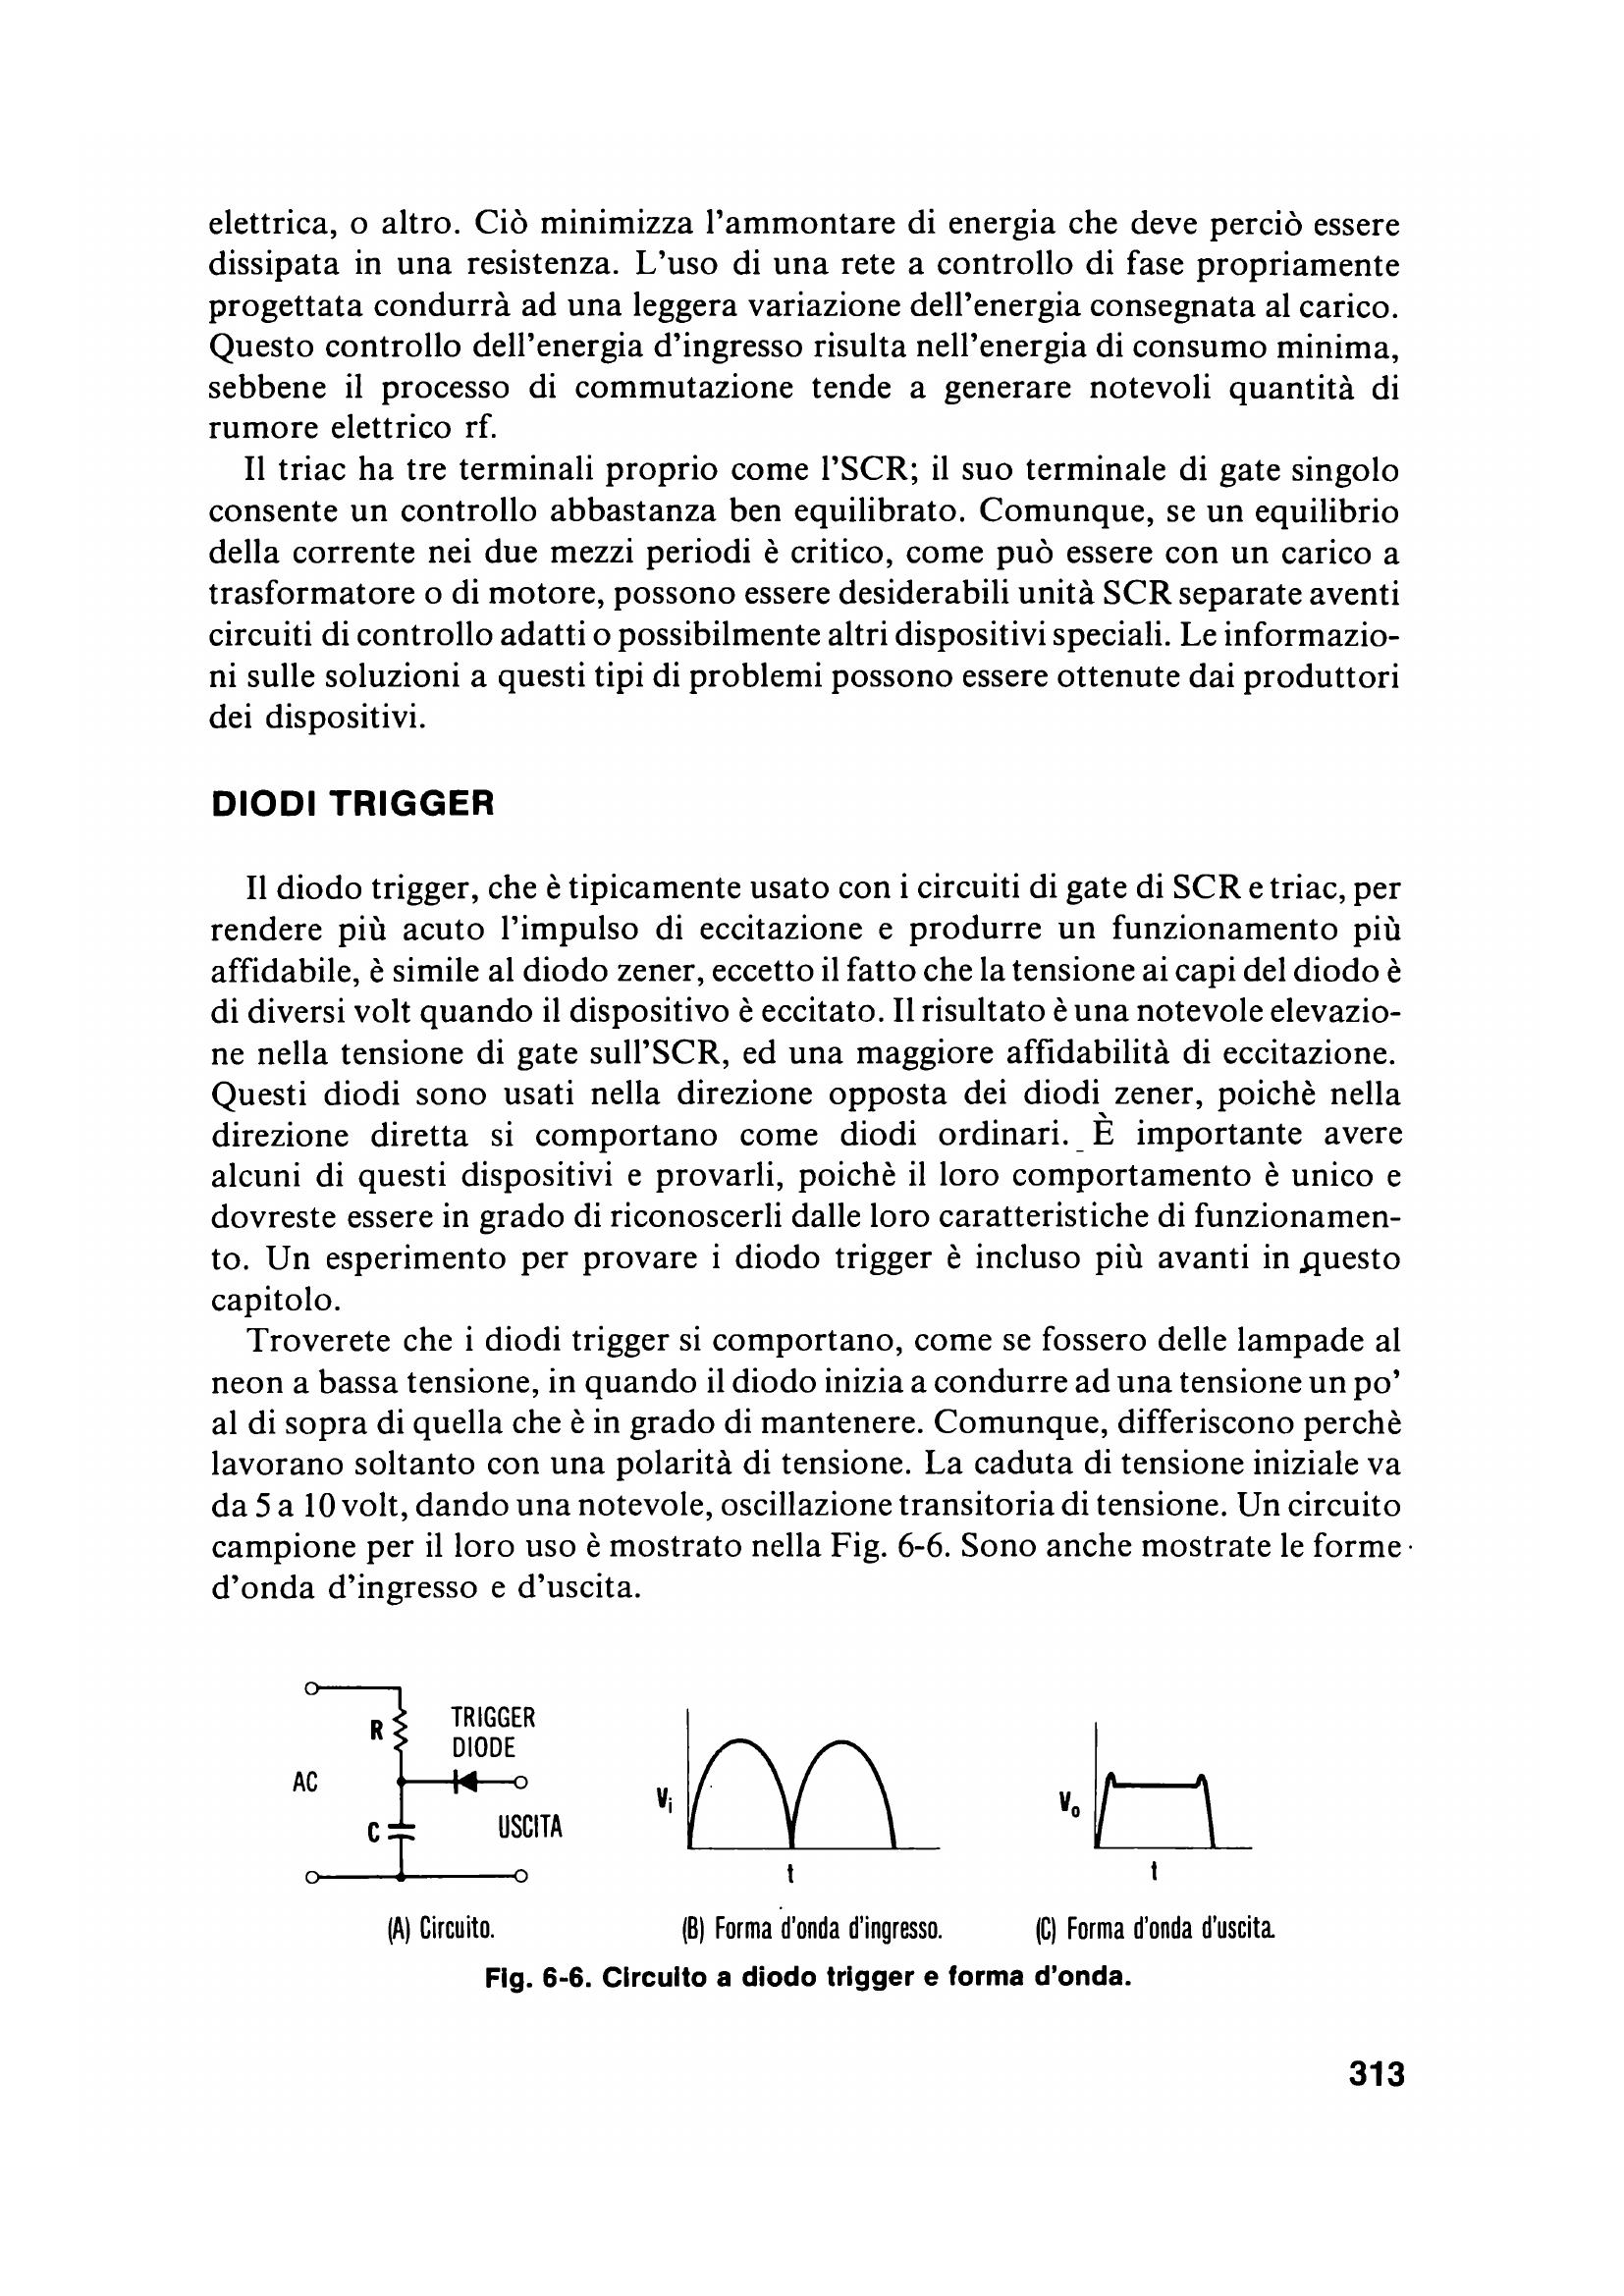 elettrica, o altro. Ciò minimizza l'ammontare di energia che deve perciò essere
dissipata in una resistenza. L'uso di una rete a controllo di fase propriamente
progettata condurrà ad una leggera variazione dell'energia consegnata al carico.
Questo controllo dell'energia d'ingresso risulta nell'energia di consumo minima,
sebbene il processo di commutazione tende a generare notevoli quantità di
rumore elettrico rf.
Il triac ha tre terminali proprio come l'SCR; il suo terminale di gate singolo
consente un controllo abbastanza ben equilibrato. Comunque, se un equilibrio
della corrente nei due mezzi periodi è critico, come può essere con un carico a
trasformatore o di motore, possono essere desiderabili unità SCR separate aventi
circuiti di controllo adatti o possibilmente altri dispositivi speciali. Le informazio-
ni sulle soluzioni a questi tipi di problemi possono essere ottenute dai produttori
dei dispositivi.
DIODI TRIGGER
Il diodo trigger, che è tipicamente usato con i circuiti di gate di SCR e triac, per
rendere più acuto l'impulso di eccitazione e produrre un funzionamento più
affidabile, è simile al diodo zener, eccetto il fatto che la tensione ai capi del diodo è
di diversi volt quando il dispositivo è eccitato. Il risultato è una notevole elevazio-
ne nella tensione di gate sull'SCR, ed una maggiore affidabilità di eccitazione.
Questi diodi sono usati nella direzione opposta dei diodi zener, poichè nella
direzione diretta si comportano come diodi ordinari. È importante avere
alcuni di questi dispositivi e provarli, poichè il loro comportamento è unico e
dovreste essere in grado di riconoscerli dalle loro caratteristiche di funzionamen-
to. Un esperimento per provare i diodo trigger è incluso più avanti in questo
capitolo.
Troverete che i diodi trigger si comportano, come se fossero delle lampade al
neon a bassa tensione, in quando il diodo inizia a condurre ad una tensione un po'
al di sopra di quella che è in grado di mantenere. Comunque, differiscono perchè
lavorano soltanto con una polarità di tensione. La caduta di tensione iniziale va
da 5 a 10 volt, dando una notevole, oscillazione transitoria di tensione. Un circuito
campione per il loro uso è mostrato nella Fig. 6-6. Sono anche mostrate le forme
d'onda d'ingresso e d'uscita.
R
TRIGGER
DIODE
AC
C
USCITA
(A) Circuito.
Vi
t
(B) Forma d'onda d'ingresso.
Vo
t
(C) Forma d'onda d'uscita.
Fig. 6-6. Circuito a diodo trigger e forma d'onda.
313